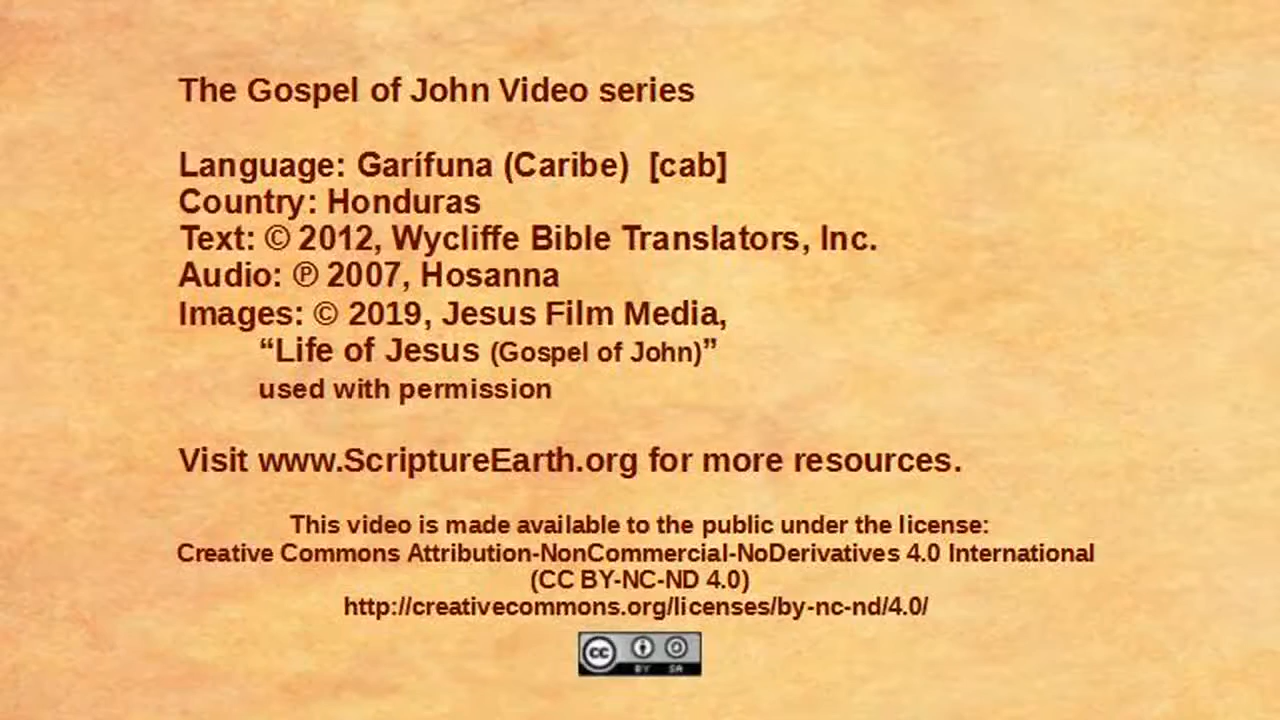 The Gospel of John Video series
Language: Garífuna (Caribe) [cab]
Country: Honduras
Text: © 2012, Wycliffe Bible Translators, Inc.
Audio: ℗ 2007, Hosanna
Images: © 2019, Jesus Film Media,
“Life of Jesus (Gospel of John)”
used with permission
Visit www.ScriptureEarth.org for more resources.
This video is made available to the public under the license:
Creative Commons Attribution-NonCommercial-NoDerivatives 4.0 International
(CC BY-NC-ND 4.0)
http://creativecommons.org/licenses/by-nc-nd/4.0/
cc BY SA